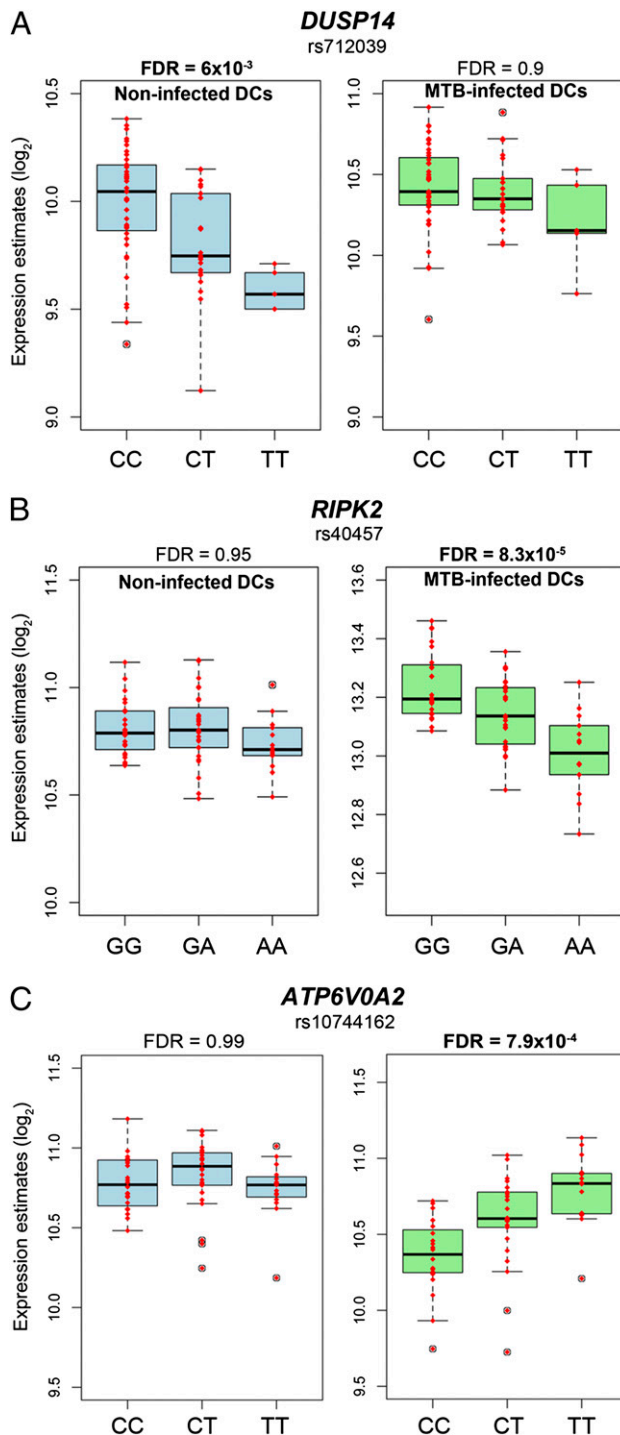 A
DUSP14
rs712039
FDR = 6x10⁻³
Non-infected DCs
FDR = 0.9
MTB-infected DCs
Expression estimates (log₂)
10.5
10.0
9.5
9.0
CC CT TT
11.0
10.5
10.0
9.5
9.0
CC CT TT
B
RIPK2
rs40457
FDR = 0.95
Non-infected DCs
FDR = 8.3x10⁻⁵
MTB-infected DCs
Expression estimates (log₂)
11.5
11.0
10.5
10.0
GG GA AA
13.6
13.4
13.2
13.0
12.8
12.6
GG GA AA
C
ATP6V0A2
rs10744162
FDR = 0.99
FDR = 7.9x10⁻⁴
Expression estimates (log₂)
11.5
11.0
10.5
10.0
9.5
CC CT TT
11.5
11.0
10.5
10.0
9.5
CC CT TT